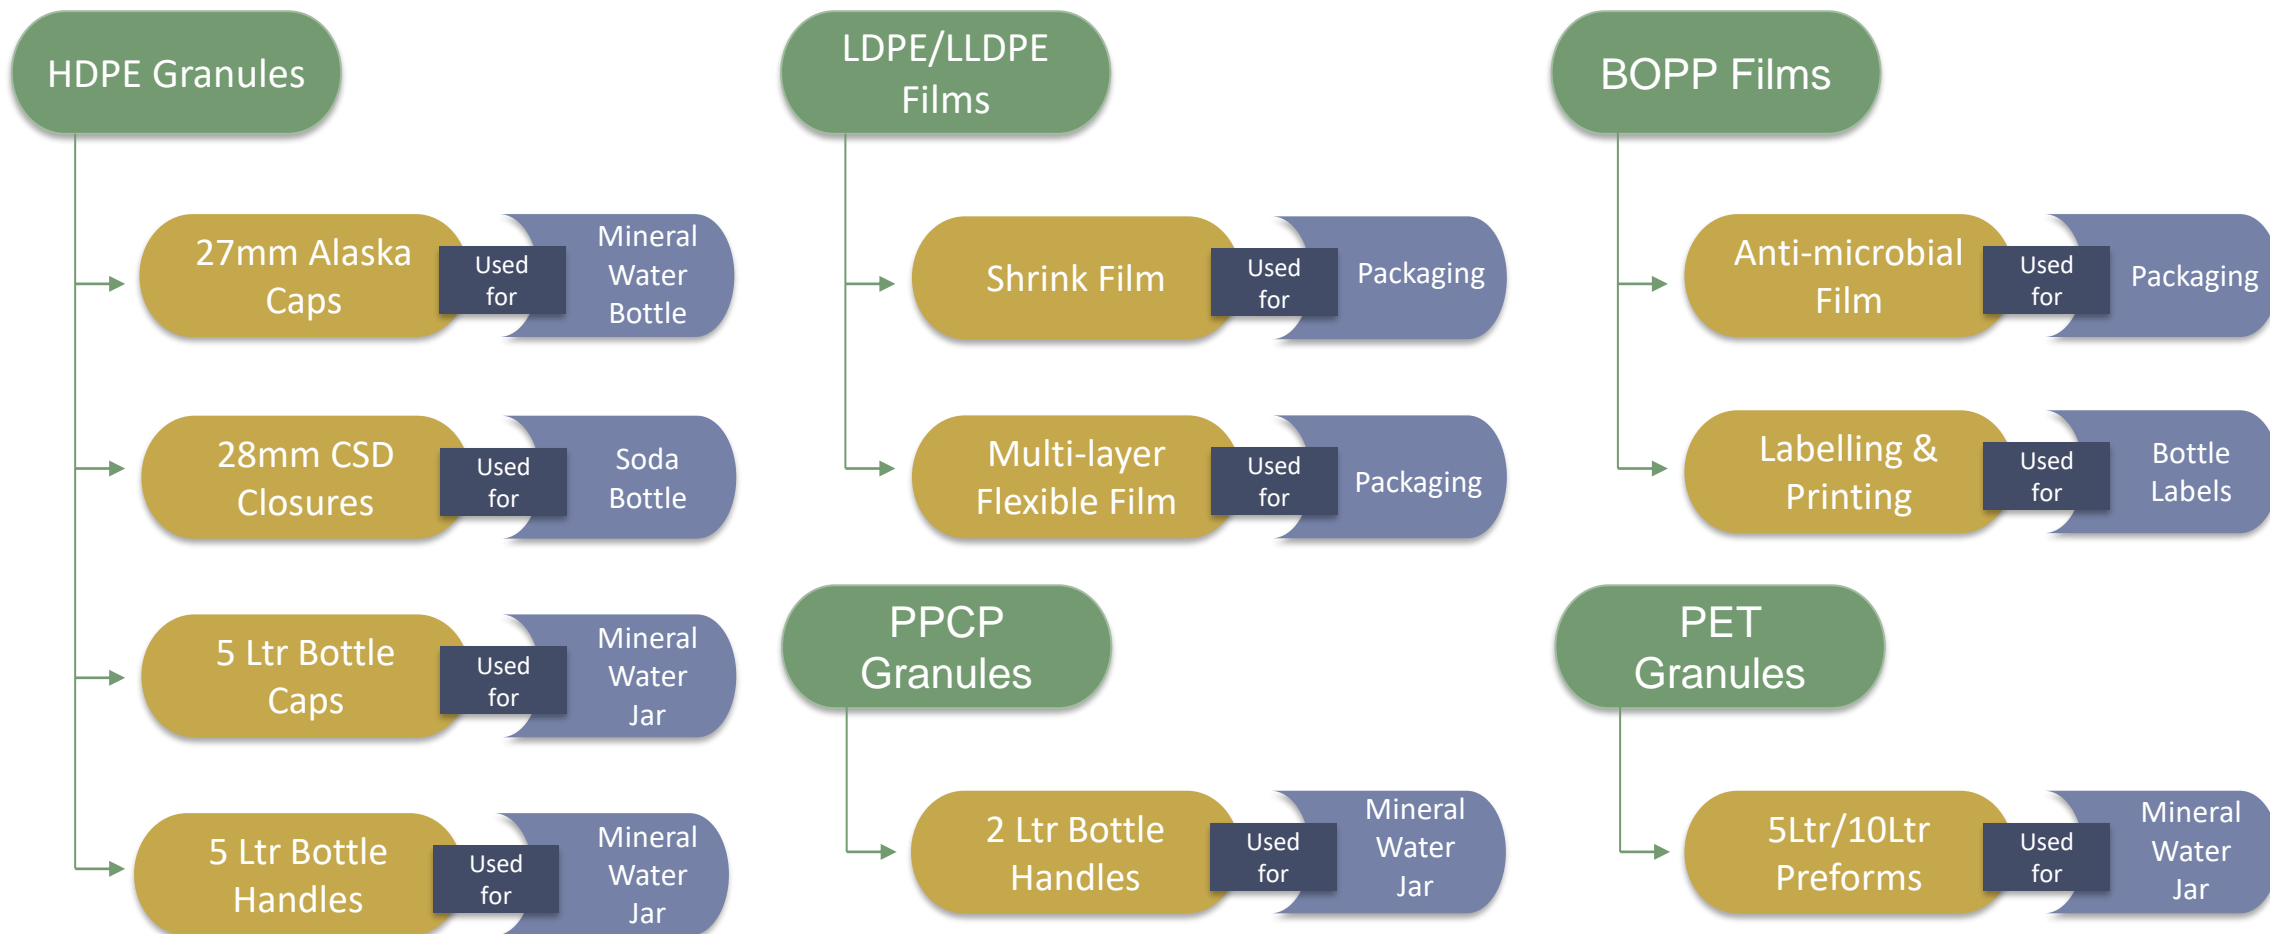 HDPE Granules
27mm Alaska
Caps
Used
for
Mineral
Water
Bottle
28mm CSD
Closures
Used
for
Soda
Bottle
5 Ltr Bottle
Caps
Used
for
Mineral
Water
Jar
5 Ltr Bottle
Handles
Used
for
Mineral
Water
Jar
LDPE/LLDPE
Films
Shrink Film
Used
for
Packaging
Multi-layer
Flexible Film
Used
for
Packaging
PPCP
Granules
2 Ltr Bottle
Handles
Used
for
Mineral
Water
Jar
BOPP Films
Anti-microbial
Film
Used
for
Packaging
Labelling &
Printing
Used
for
Bottle
Labels
PET
Granules
5Ltr/10Ltr
Preforms
Used
for
Mineral
Water
Jar